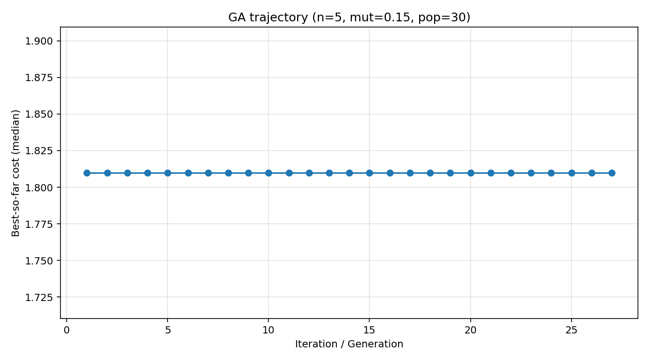 GA trajectory (n=5, mut=0.15, pop=30)
Best-so-far cost (median)
1.900
1.875
1.850
1.825
1.800
1.775
1.750
1.725
0 5 10 15 20 25
Iteration / Generation